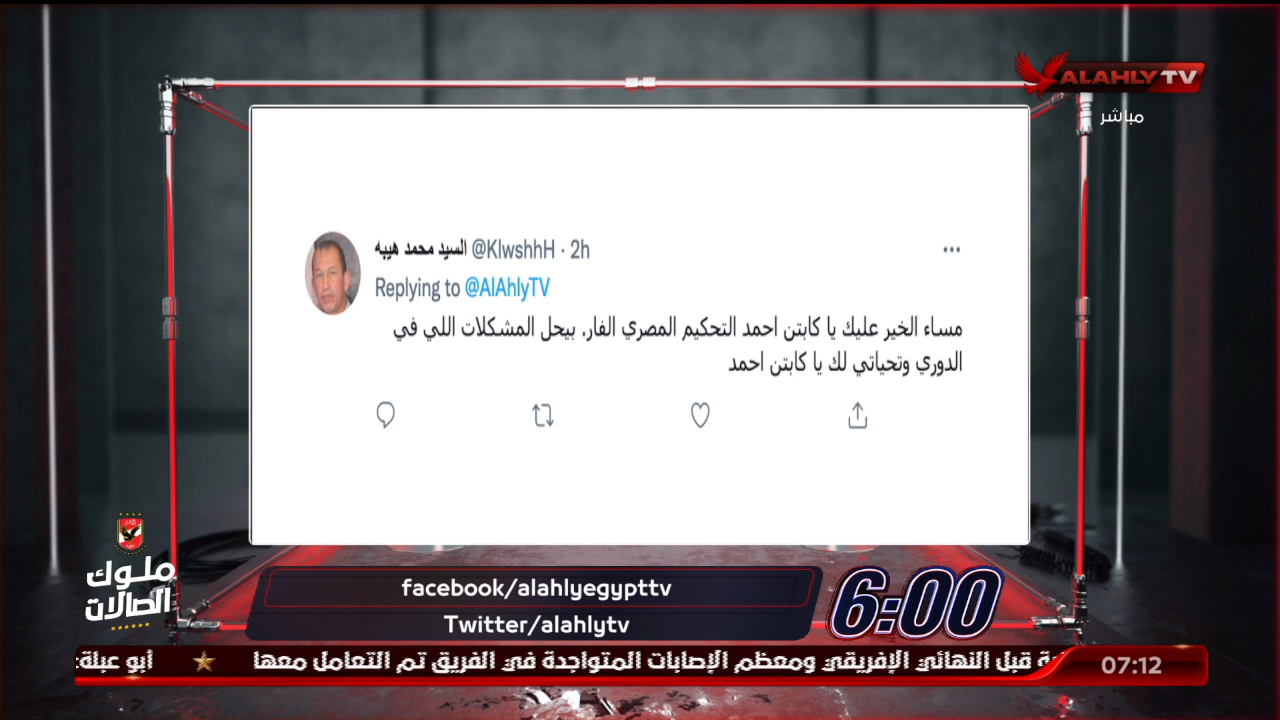 ALAHLY TV
مباشر
السيد محمد هيبه @KlwshhH · 2h
Replying to @AlAhlyTV
مساء الخير عليك يا كابتن احمد التحكيم المصري الفار. بيحل المشكلات اللي في
الدوري وتحياتي لك يا كابتن احمد
ملوك
الصالات
facebook/alahlyegypttv
Twitter/alahlytv
6:00
قبل النهائي الإفريقي ومعظم الإصابات المتواجدة في الفريق تم التعامل معها ★ أبو عبلة:
07:12